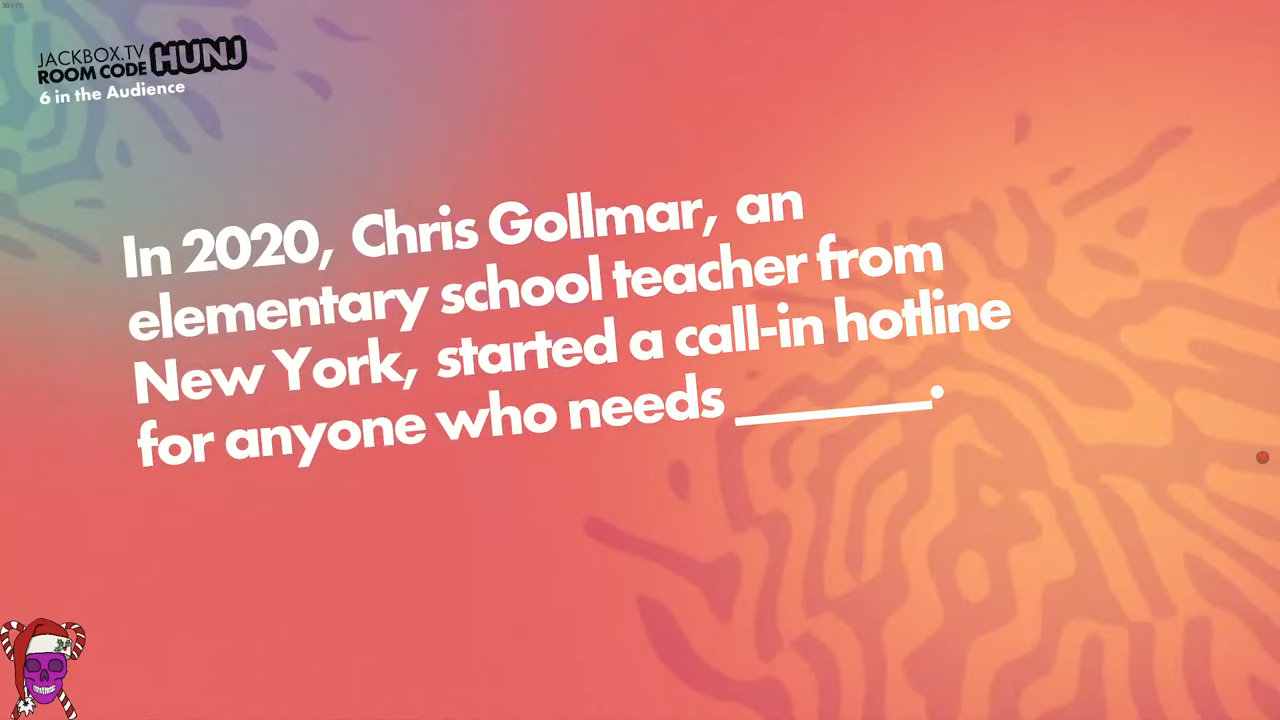 JACKBOX.TV
ROOM CODE HUNJ
6 in the Audience
In 2020, Chris Gollmar, an
elementary school teacher from
New York, started a call-in hotline
for anyone who needs ______.